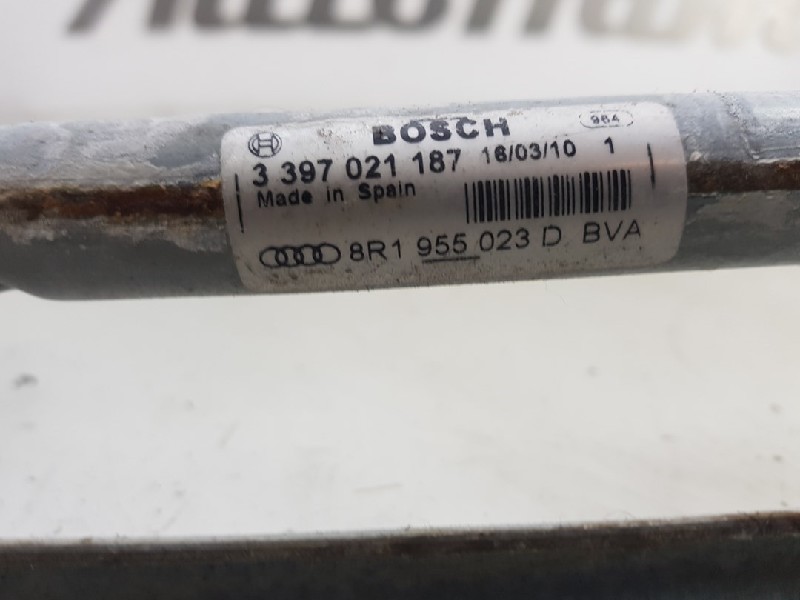 BOSCH
964
3 397 021 187 16/03/10 1
Made in Spain
8R1 955 023 D BVA